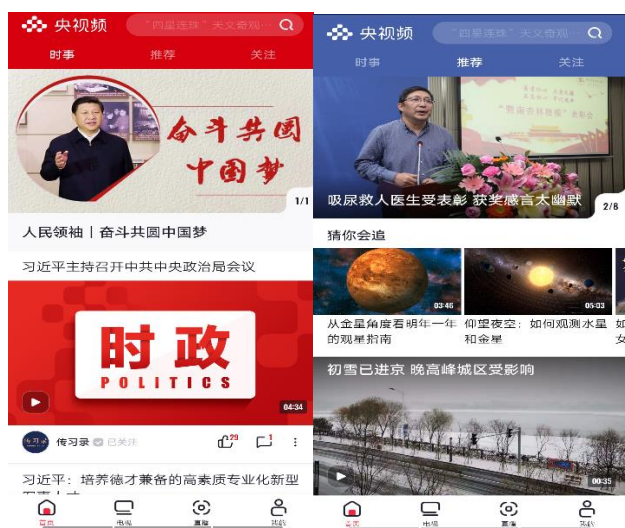 央视频
“四星连珠”天文奇观…
时事
推荐
关注
奋斗共圆
中国梦
1/1
人民领袖 | 奋斗共圆中国梦
习近平主持召开中共中央政治局会议
时政
POLITICS
04:34
传习录
已关注
29
1
习近平：培养德才兼备的高素质专业化新型
首页
电视
直播
我的
央视频
“四星连珠”天文奇观…
时事
推荐
关注
吸尿救人医生受表彰 获奖感言太幽默
2/8
猜你会追
03:46
05:03
从金星角度看明年一年
的观星指南
仰望夜空：如何观测水星
和金星
如
女
初雪已进京 晚高峰城区受影响
00:35
首页
电视
直播
我的